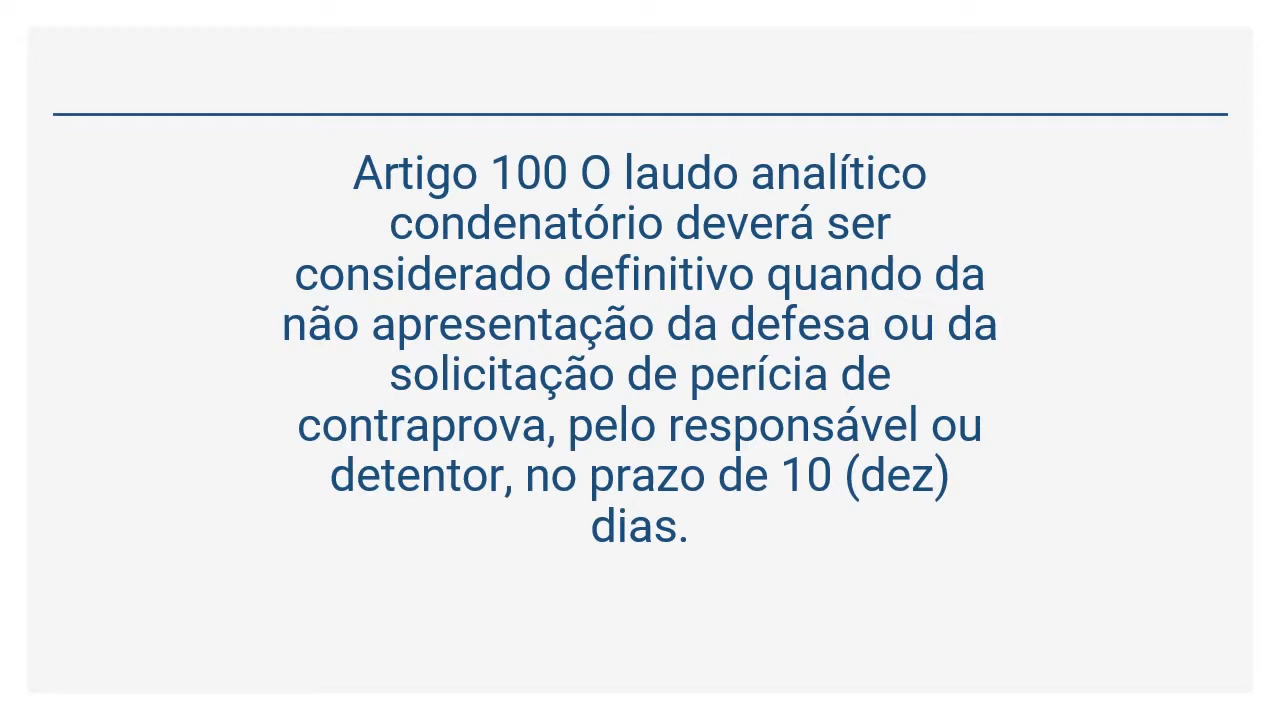 Artigo 100 O laudo analítico
condenatório deverá ser
considerado definitivo quando da
não apresentação da defesa ou da
solicitação de perícia de
contraprova, pelo responsável ou
detentor, no prazo de 10 (dez)
dias.